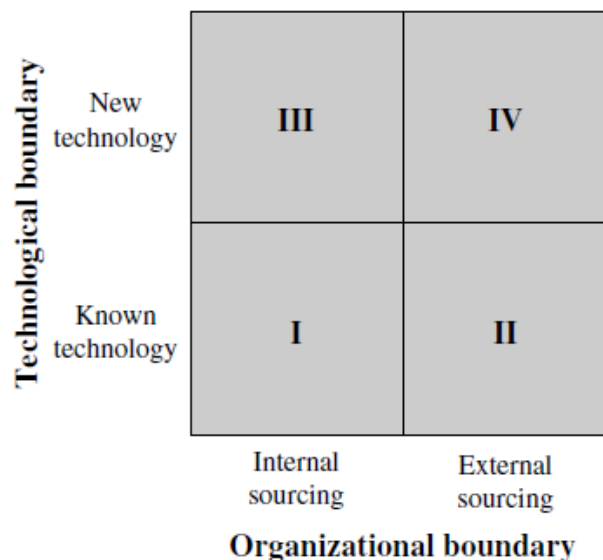 Technological boundary
New
technology
III
IV
Known
technology
I
II
Internal
sourcing
External
sourcing
Organizational boundary